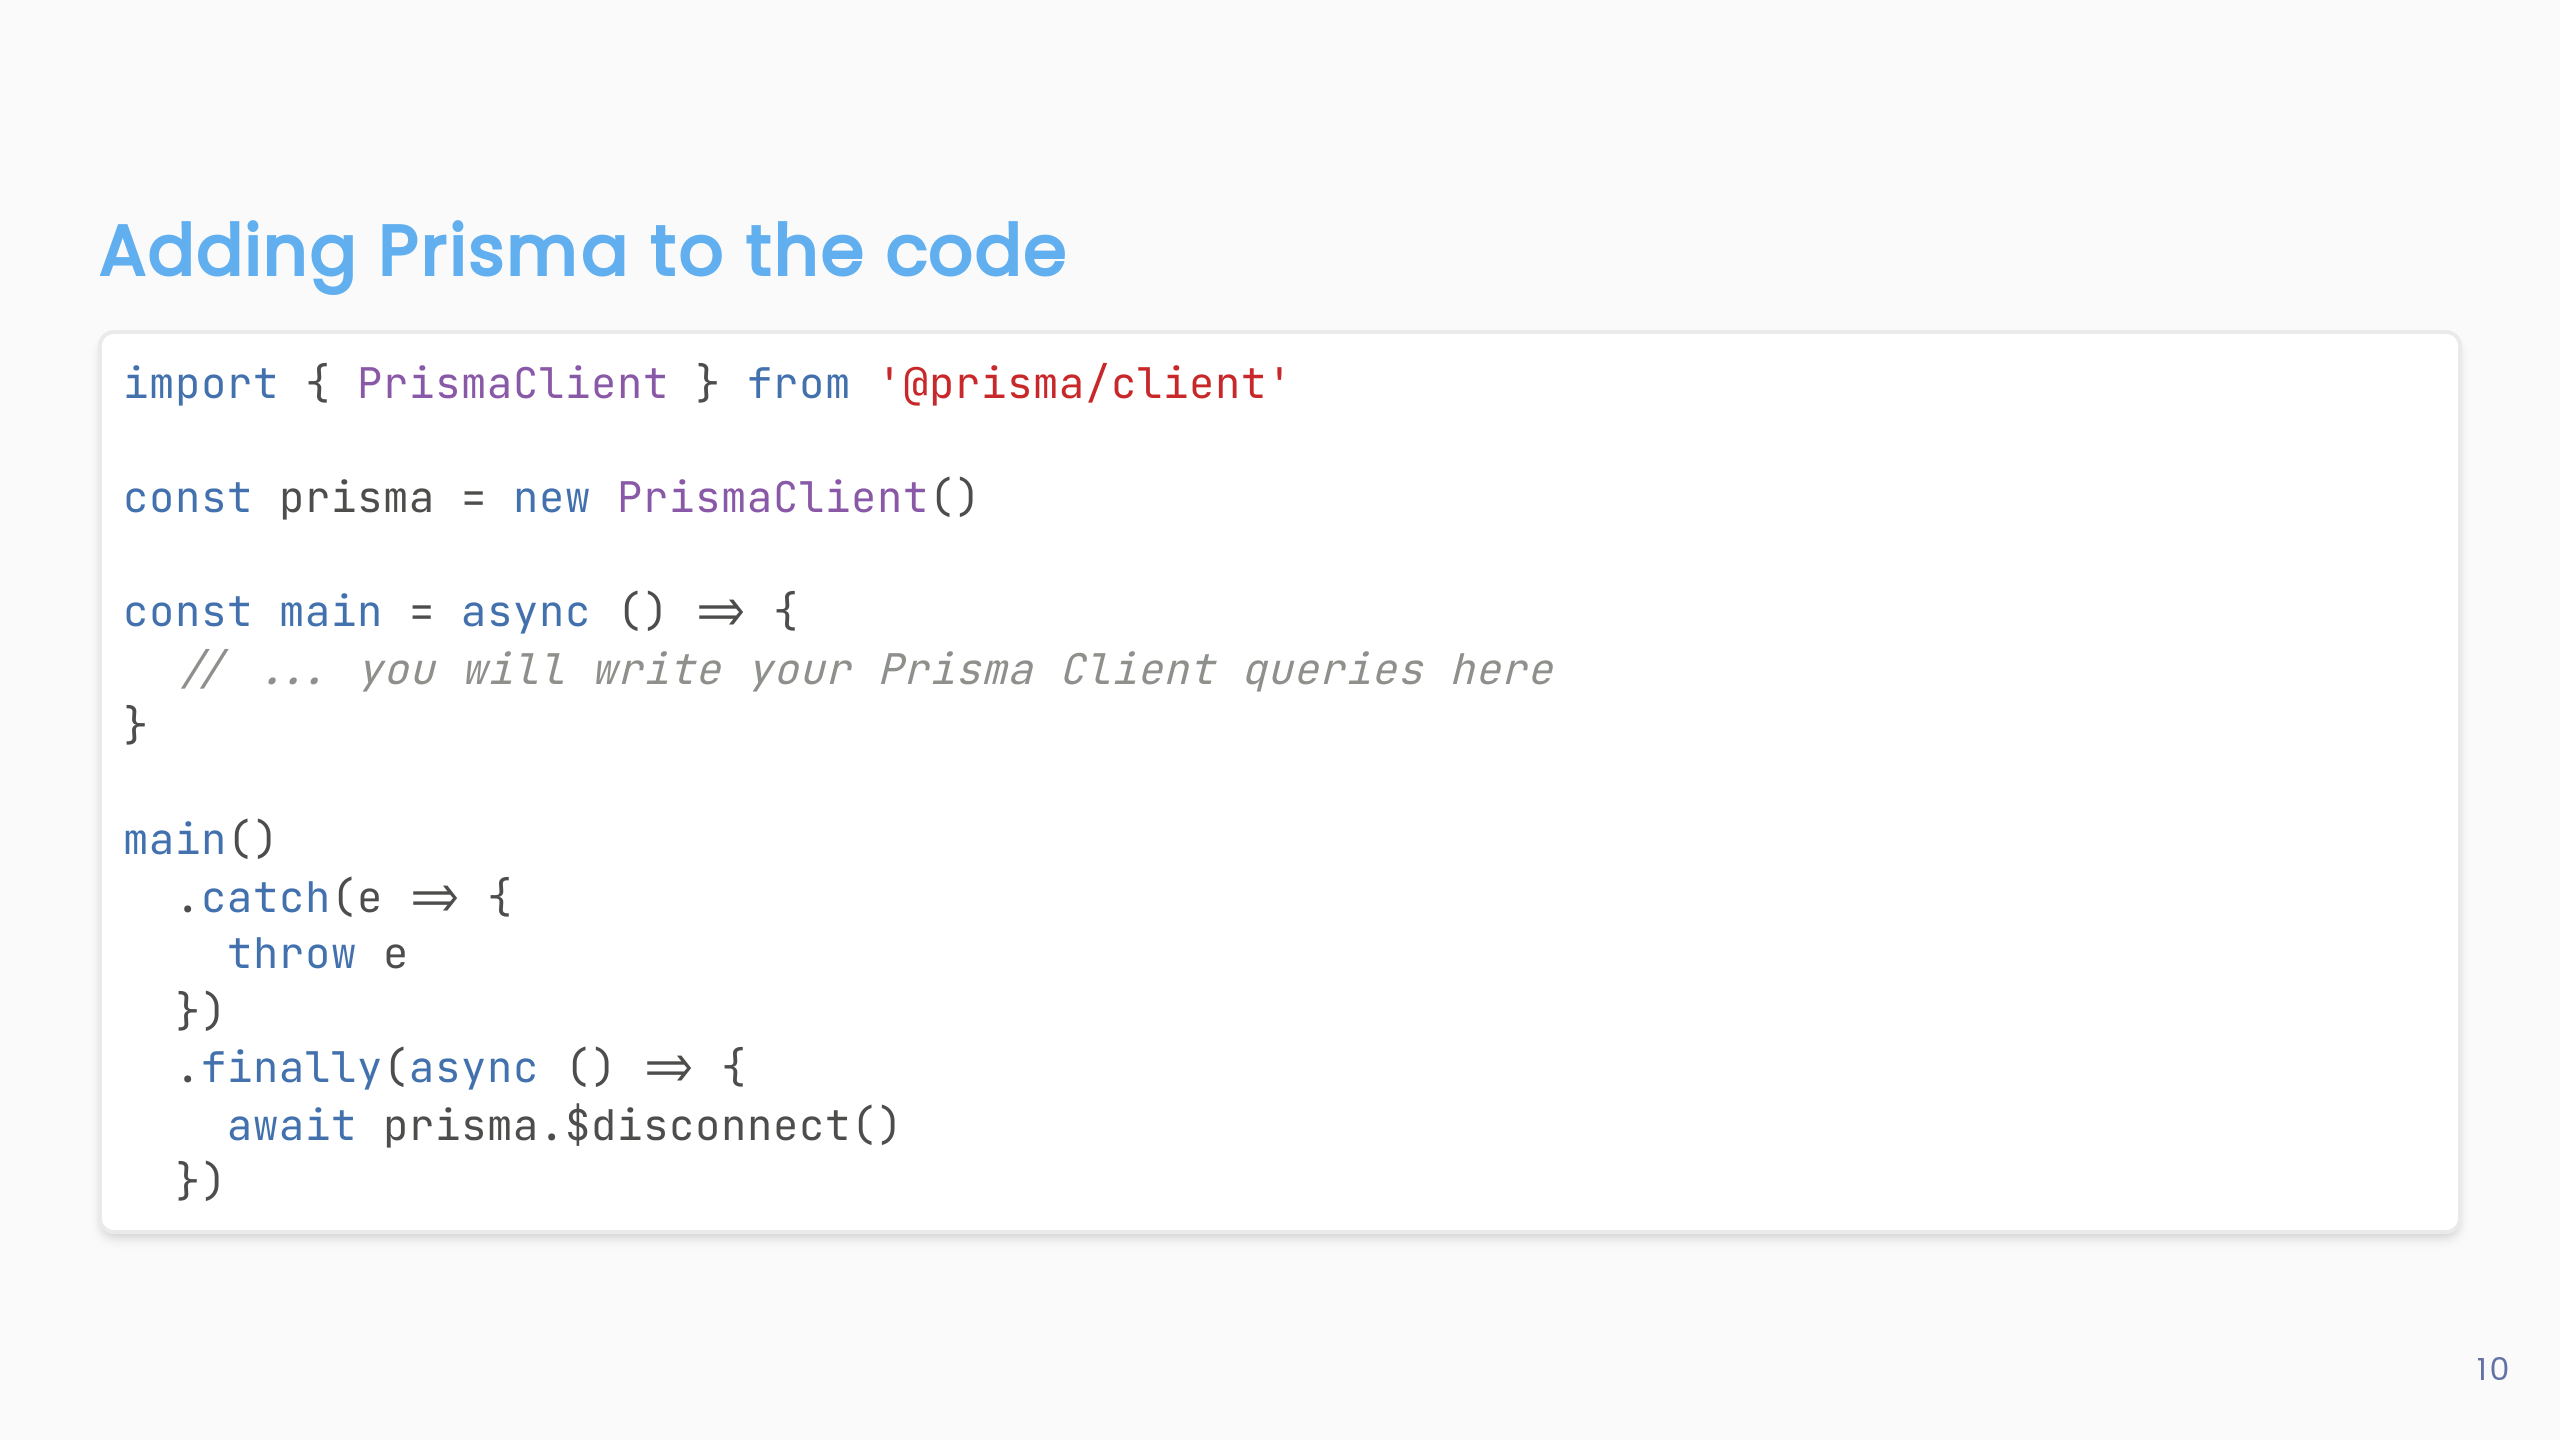 Adding Prisma to the code
import { PrismaClient } from '@prisma/client'
const prisma = new PrismaClient()
const main = async () => {
  // ... you will write your Prisma Client queries here
}
main()
  .catch(e => {
    throw e
  })
  .finally(async () => {
    await prisma.$disconnect()
  })
10